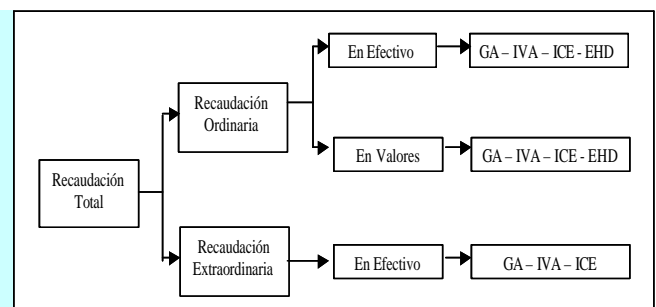 En Efectivo
GA – IVA – ICE - EHD
Recaudación
Ordinaria
En Valores
GA – IVA – ICE - EHD
Recaudación
Total
Recaudación
Extraordinaria
En Efectivo
GA – IVA – ICE